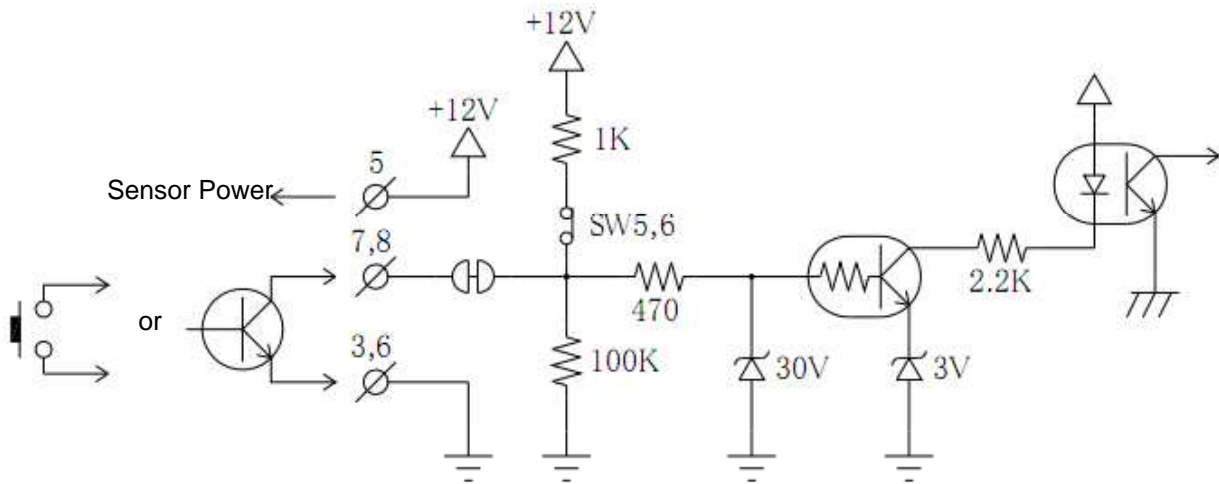 +12V
+12V
1K
5
Sensor Power
SW5,6
7,8
2.2K
470
or
3,6
100K
30V
3V